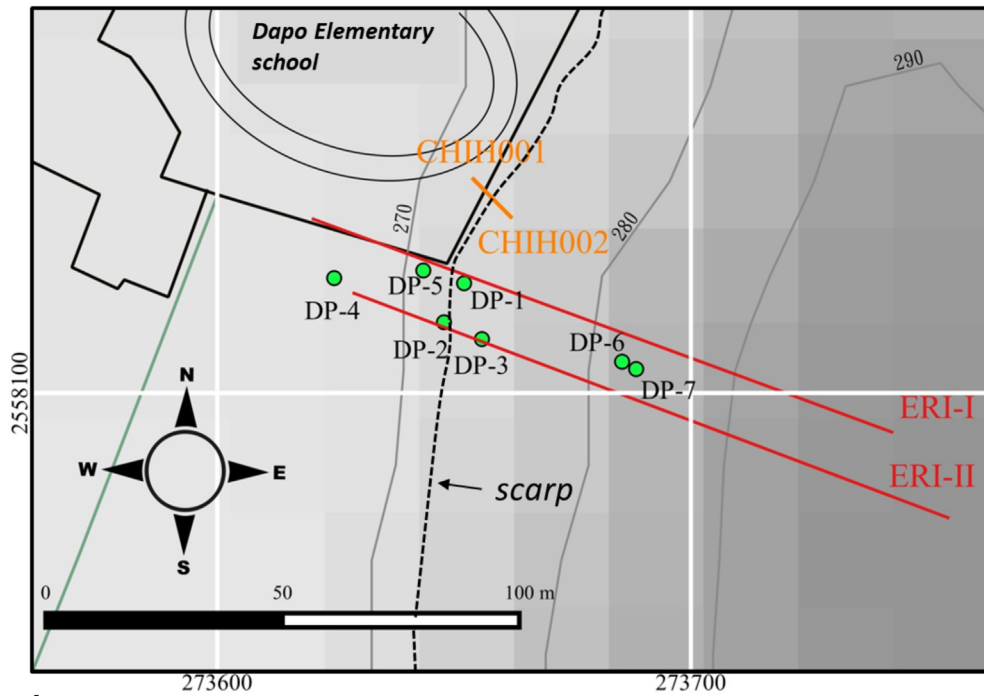 Dapo Elementary
school
290
CHIH001
270
280
CHIH002
DP-5
DP-1
DP-4
DP-2
DP-3
DP-6
DP-7
2558100
N
W
E
S
ERI-I
ERI-II
scarp
0
50
100 m
273600
273700